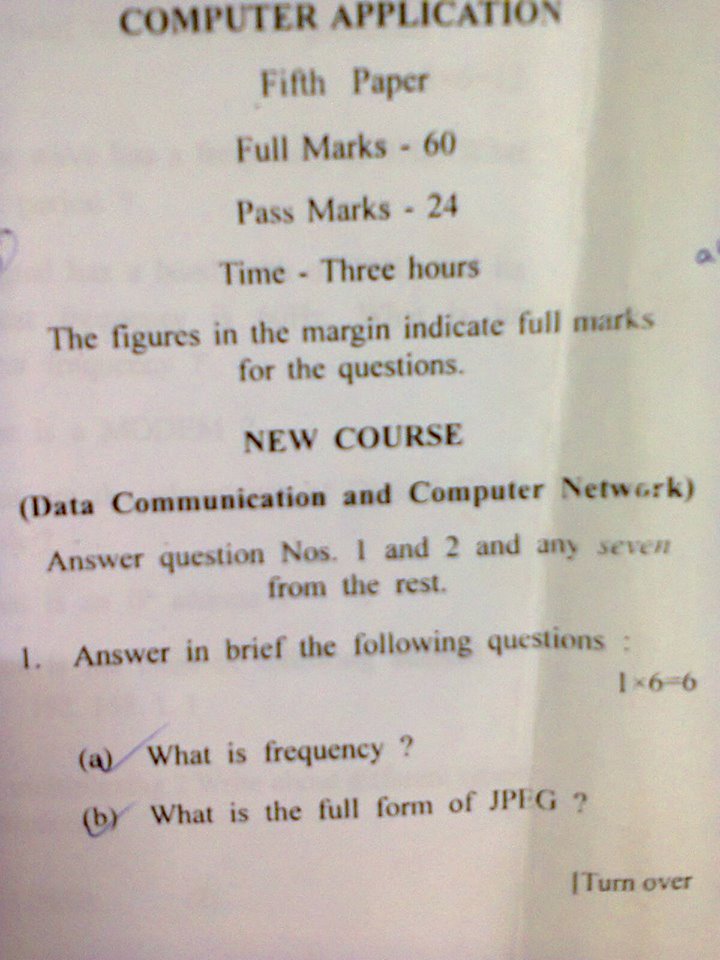 COMPUTER APPLICATION
Fifth Paper
Full Marks - 60
Pass Marks - 24
Time - Three hours
The figures in the margin indicate full marks
for the questions.
NEW COURSE
(Data Communication and Computer Network)
Answer question Nos. 1 and 2 and any seven
from the rest.
1. Answer in brief the following questions :
1×6=6
(a) What is frequency ?
(b) What is the full form of JPEG ?
[Turn over